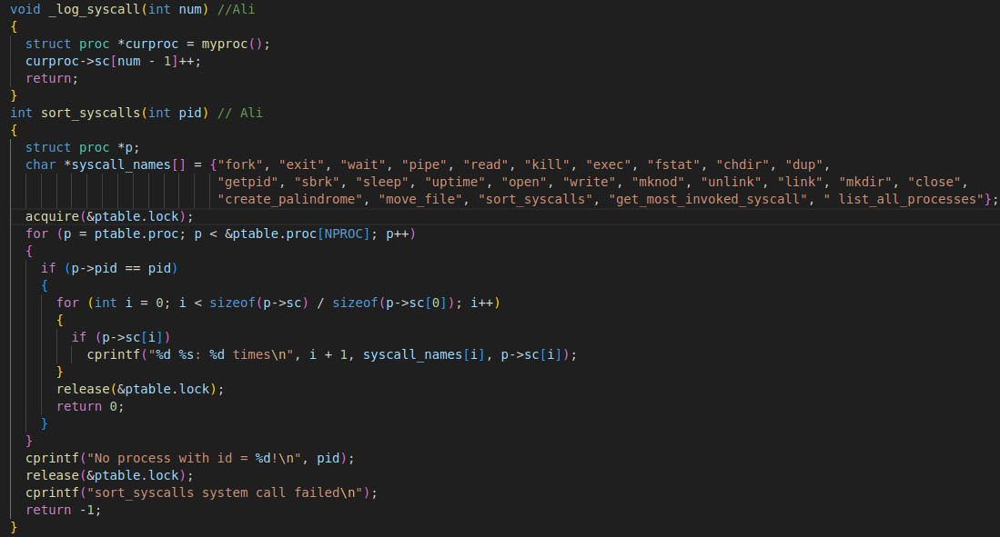 void _log_syscall(int num) //Ali
{
  struct proc *curproc = myproc();
  curproc->sc[num - 1]++;
  return;
}
int sort_syscalls(int pid) // Ali
{
  struct proc *p;
  char *syscall_names[] = {"fork", "exit", "wait", "pipe", "read", "kill", "exec", "fstat", "chdir", "dup",
                           "getpid", "sbrk", "sleep", "uptime", "open", "write", "mknod", "unlink", "link", "mkdir", "close",
                           "create_palindrome", "move_file", "sort_syscalls", "get_most_invoked_syscall", " list_all_processes"};
  acquire(&ptable.lock);
  for (p = ptable.proc; p < &ptable.proc[NPROC]; p++)
  {
    if (p->pid == pid)
    {
      for (int i = 0; i < sizeof(p->sc) / sizeof(p->sc[0]); i++)
      {
        if (p->sc[i])
          cprintf("%d %s: %d times\n", i + 1, syscall_names[i], p->sc[i]);
      }
      release(&ptable.lock);
      return 0;
    }
  }
  cprintf("No process with id = %d!\n", pid);
  release(&ptable.lock);
  cprintf("sort_syscalls system call failed\n");
  return -1;
}